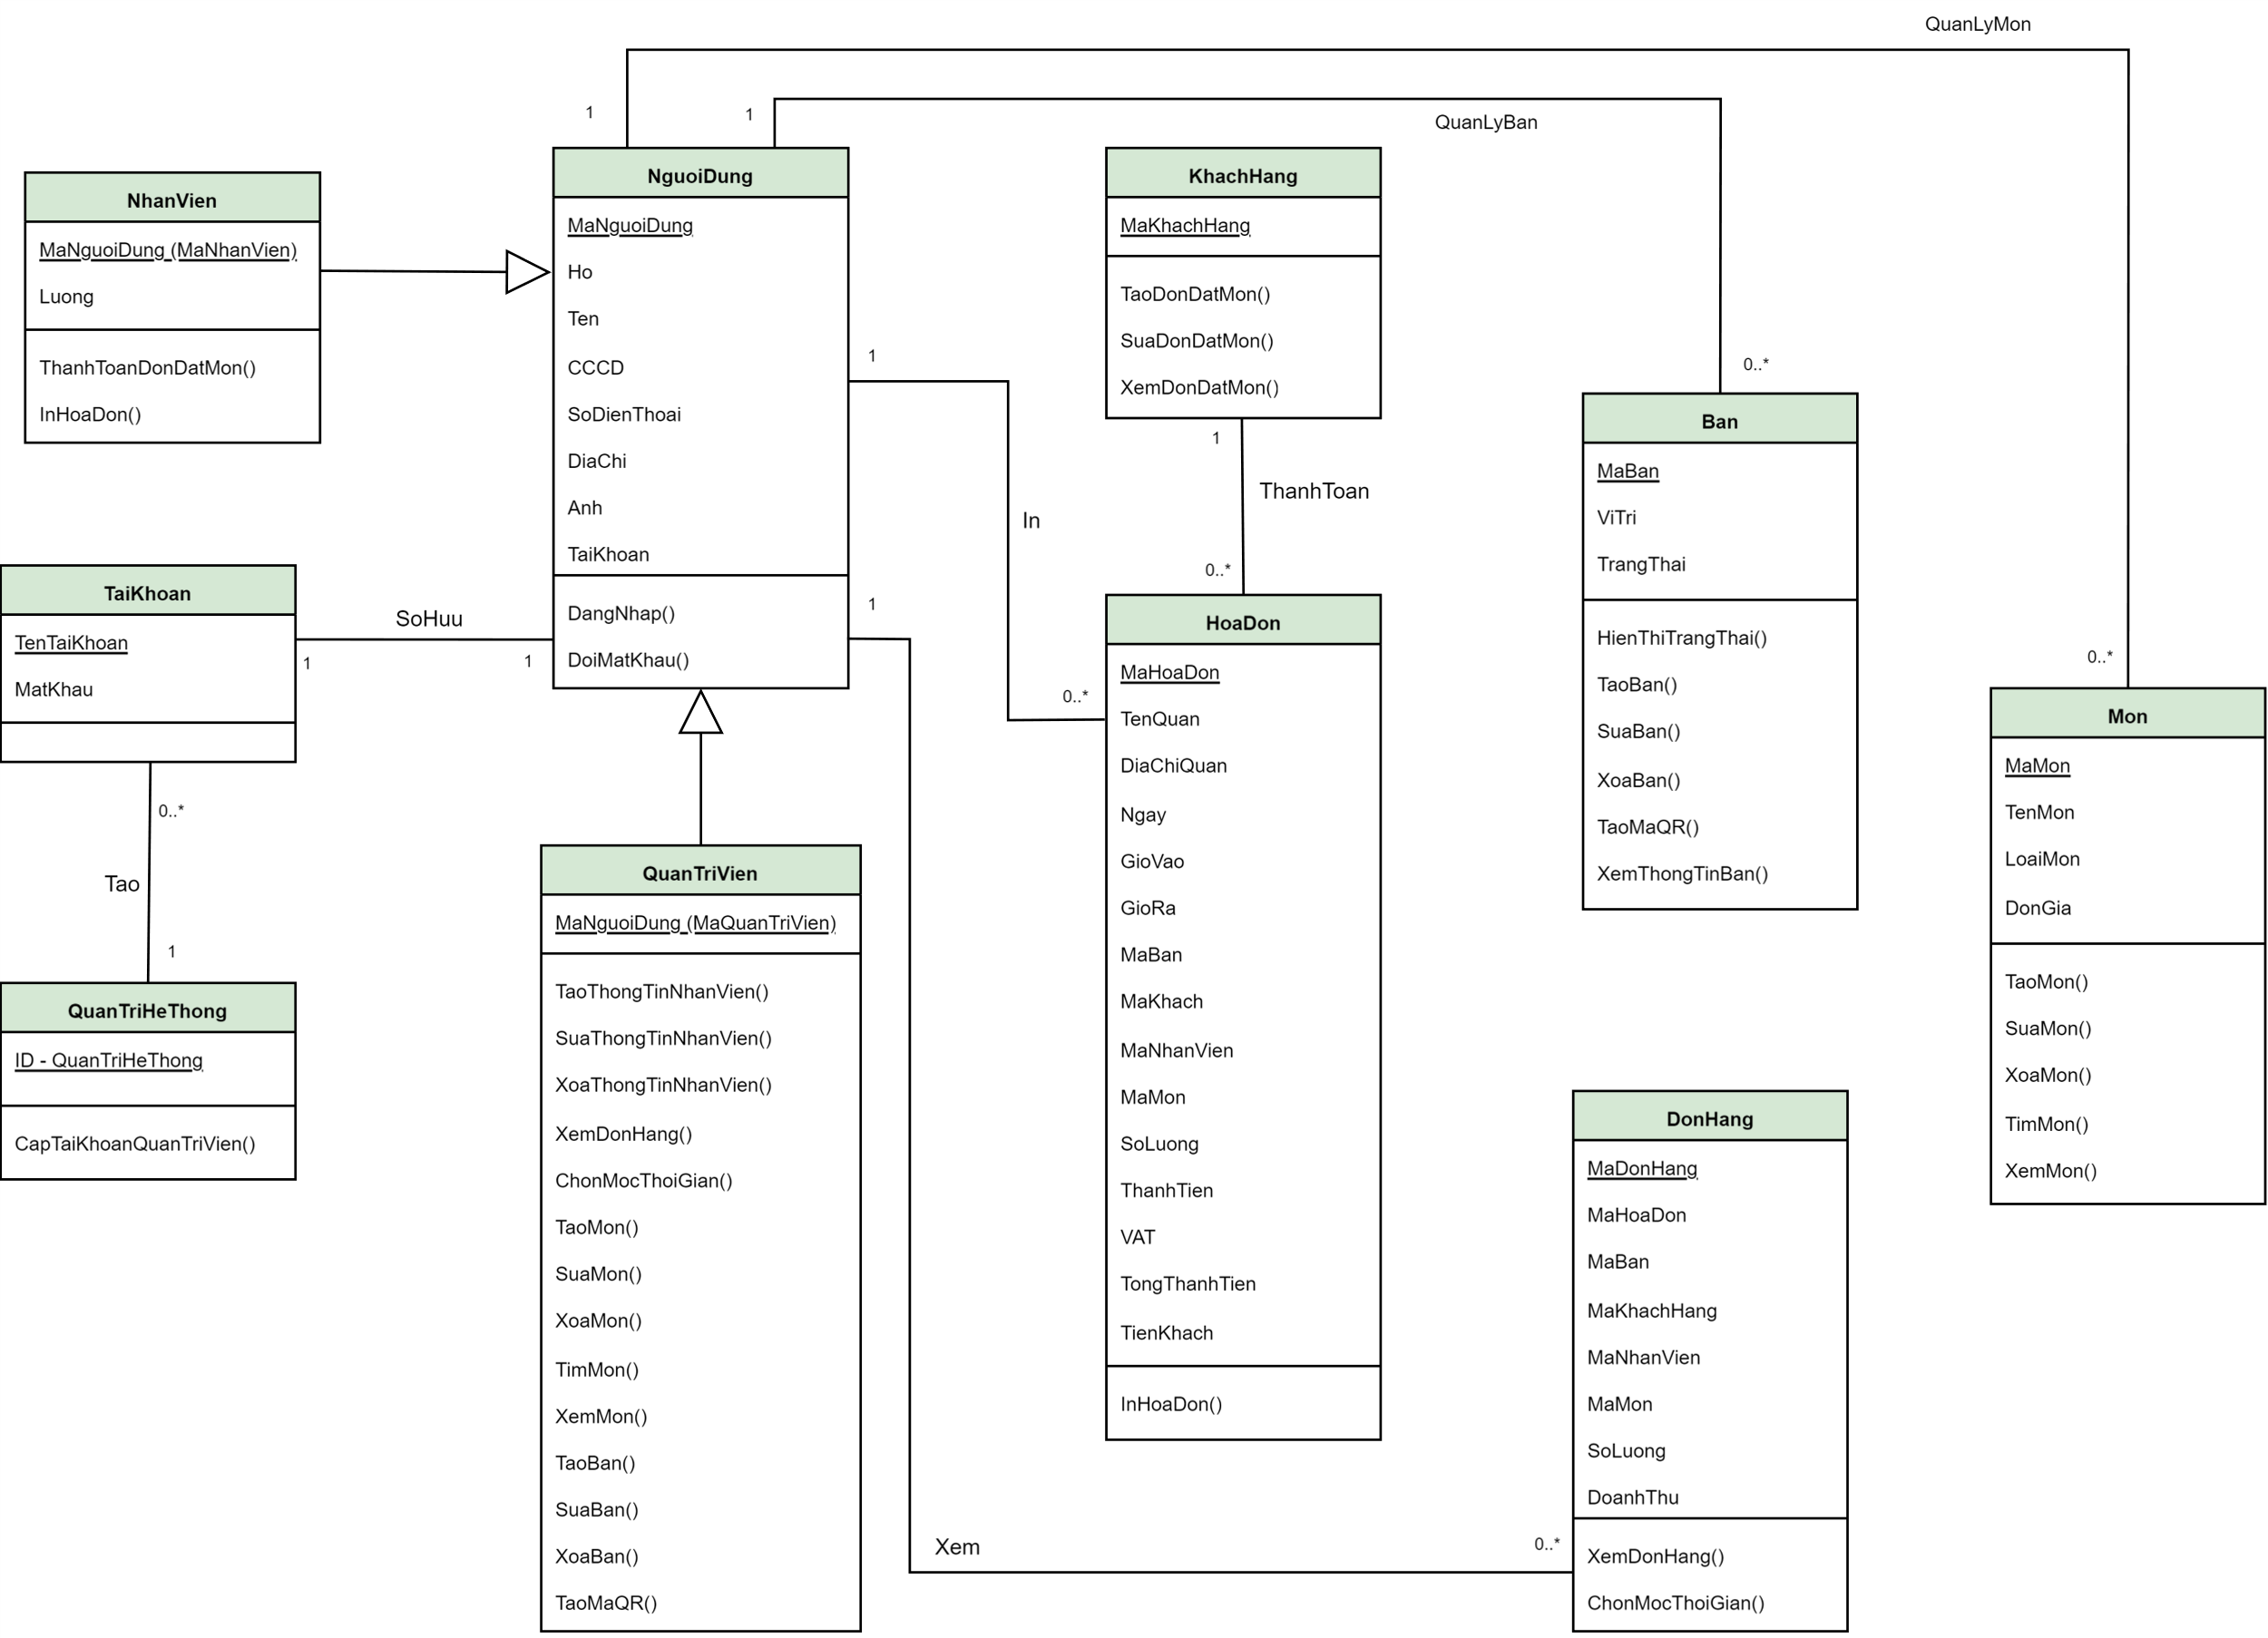 QuanLyMon
1
1
QuanLyBan
NhanVien
MaNguoiDung (MaNhanVien)
Luong
ThanhToanDonDatMon()
InHoaDon()
NguoiDung
MaNguoiDung
Ho
Ten
CCCD
SoDienThoai
DiaChi
Anh
TaiKhoan
DangNhap()
DoiMatKhau()
KhachHang
MaKhachHang
TaoDonDatMon()
SuaDonDatMon()
XemDonDatMon()
1
In
0..*
1
ThanhToan
0..*
0..*
Ban
MaBan
ViTri
TrangThai
HienThiTrangThai()
TaoBan()
SuaBan()
XoaBan()
TaoMaQR()
XemThongTinBan()
TaiKhoan
TenTaiKhoan
MatKhau
SoHuu
1
1
1
0..*
Tao
1
QuanTriHeThong
ID - QuanTriHeThong
CapTaiKhoanQuanTriVien()
QuanTriVien
MaNguoiDung (MaQuanTriVien)
TaoThongTinNhanVien()
SuaThongTinNhanVien()
XoaThongTinNhanVien()
XemDonHang()
ChonMocThoiGian()
TaoMon()
SuaMon()
XoaMon()
TimMon()
XemMon()
TaoBan()
SuaBan()
XoaBan()
TaoMaQR()
HoaDon
MaHoaDon
TenQuan
DiaChiQuan
Ngay
GioVao
GioRa
MaBan
MaKhach
MaNhanVien
MaMon
SoLuong
ThanhTien
VAT
TongThanhTien
TienKhach
InHoaDon()
0..*
Mon
MaMon
TenMon
LoaiMon
DonGia
TaoMon()
SuaMon()
XoaMon()
TimMon()
XemMon()
Xem
0..*
DonHang
MaDonHang
MaHoaDon
MaBan
MaKhachHang
MaNhanVien
MaMon
SoLuong
DoanhThu
XemDonHang()
ChonMocThoiGian()